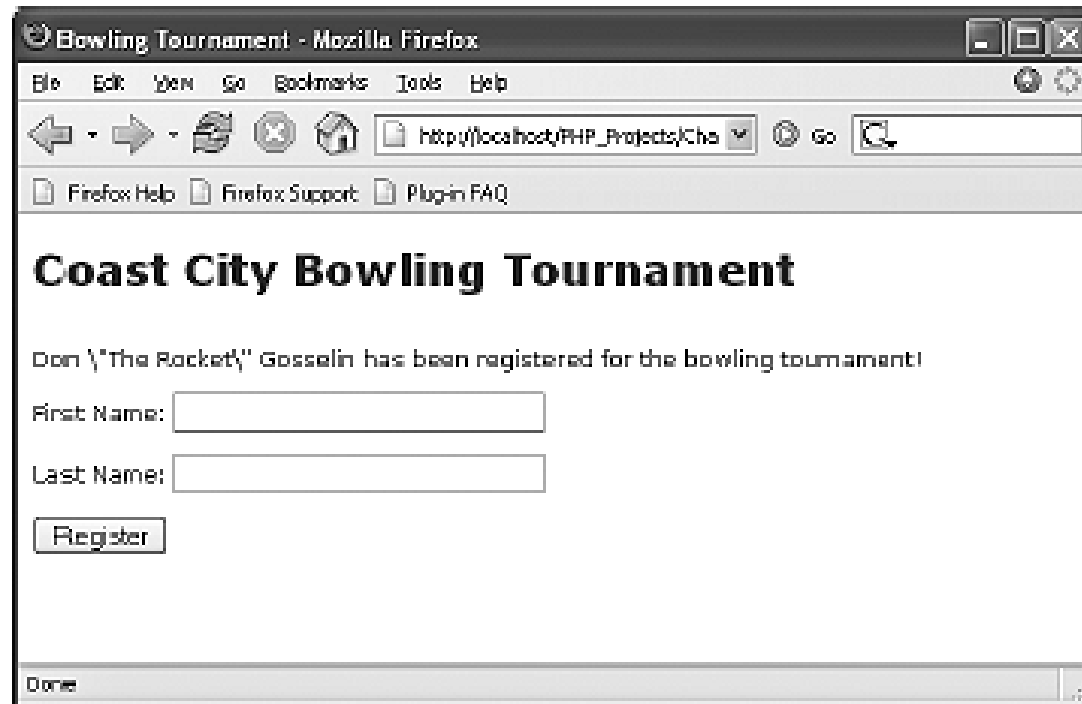 Bowling Tournament - Mozilla Firefox
File Edit View Go Bookmarks Tools Help
http://localhost/PHP_Projects/Cha Go
Firefox Help Firefox Support Plug-in FAQ
Coast City Bowling Tournament
Don \"The Rocket\" Gosselin has been registered for the bowling tournament!
First Name:
Last Name:
Register
Done